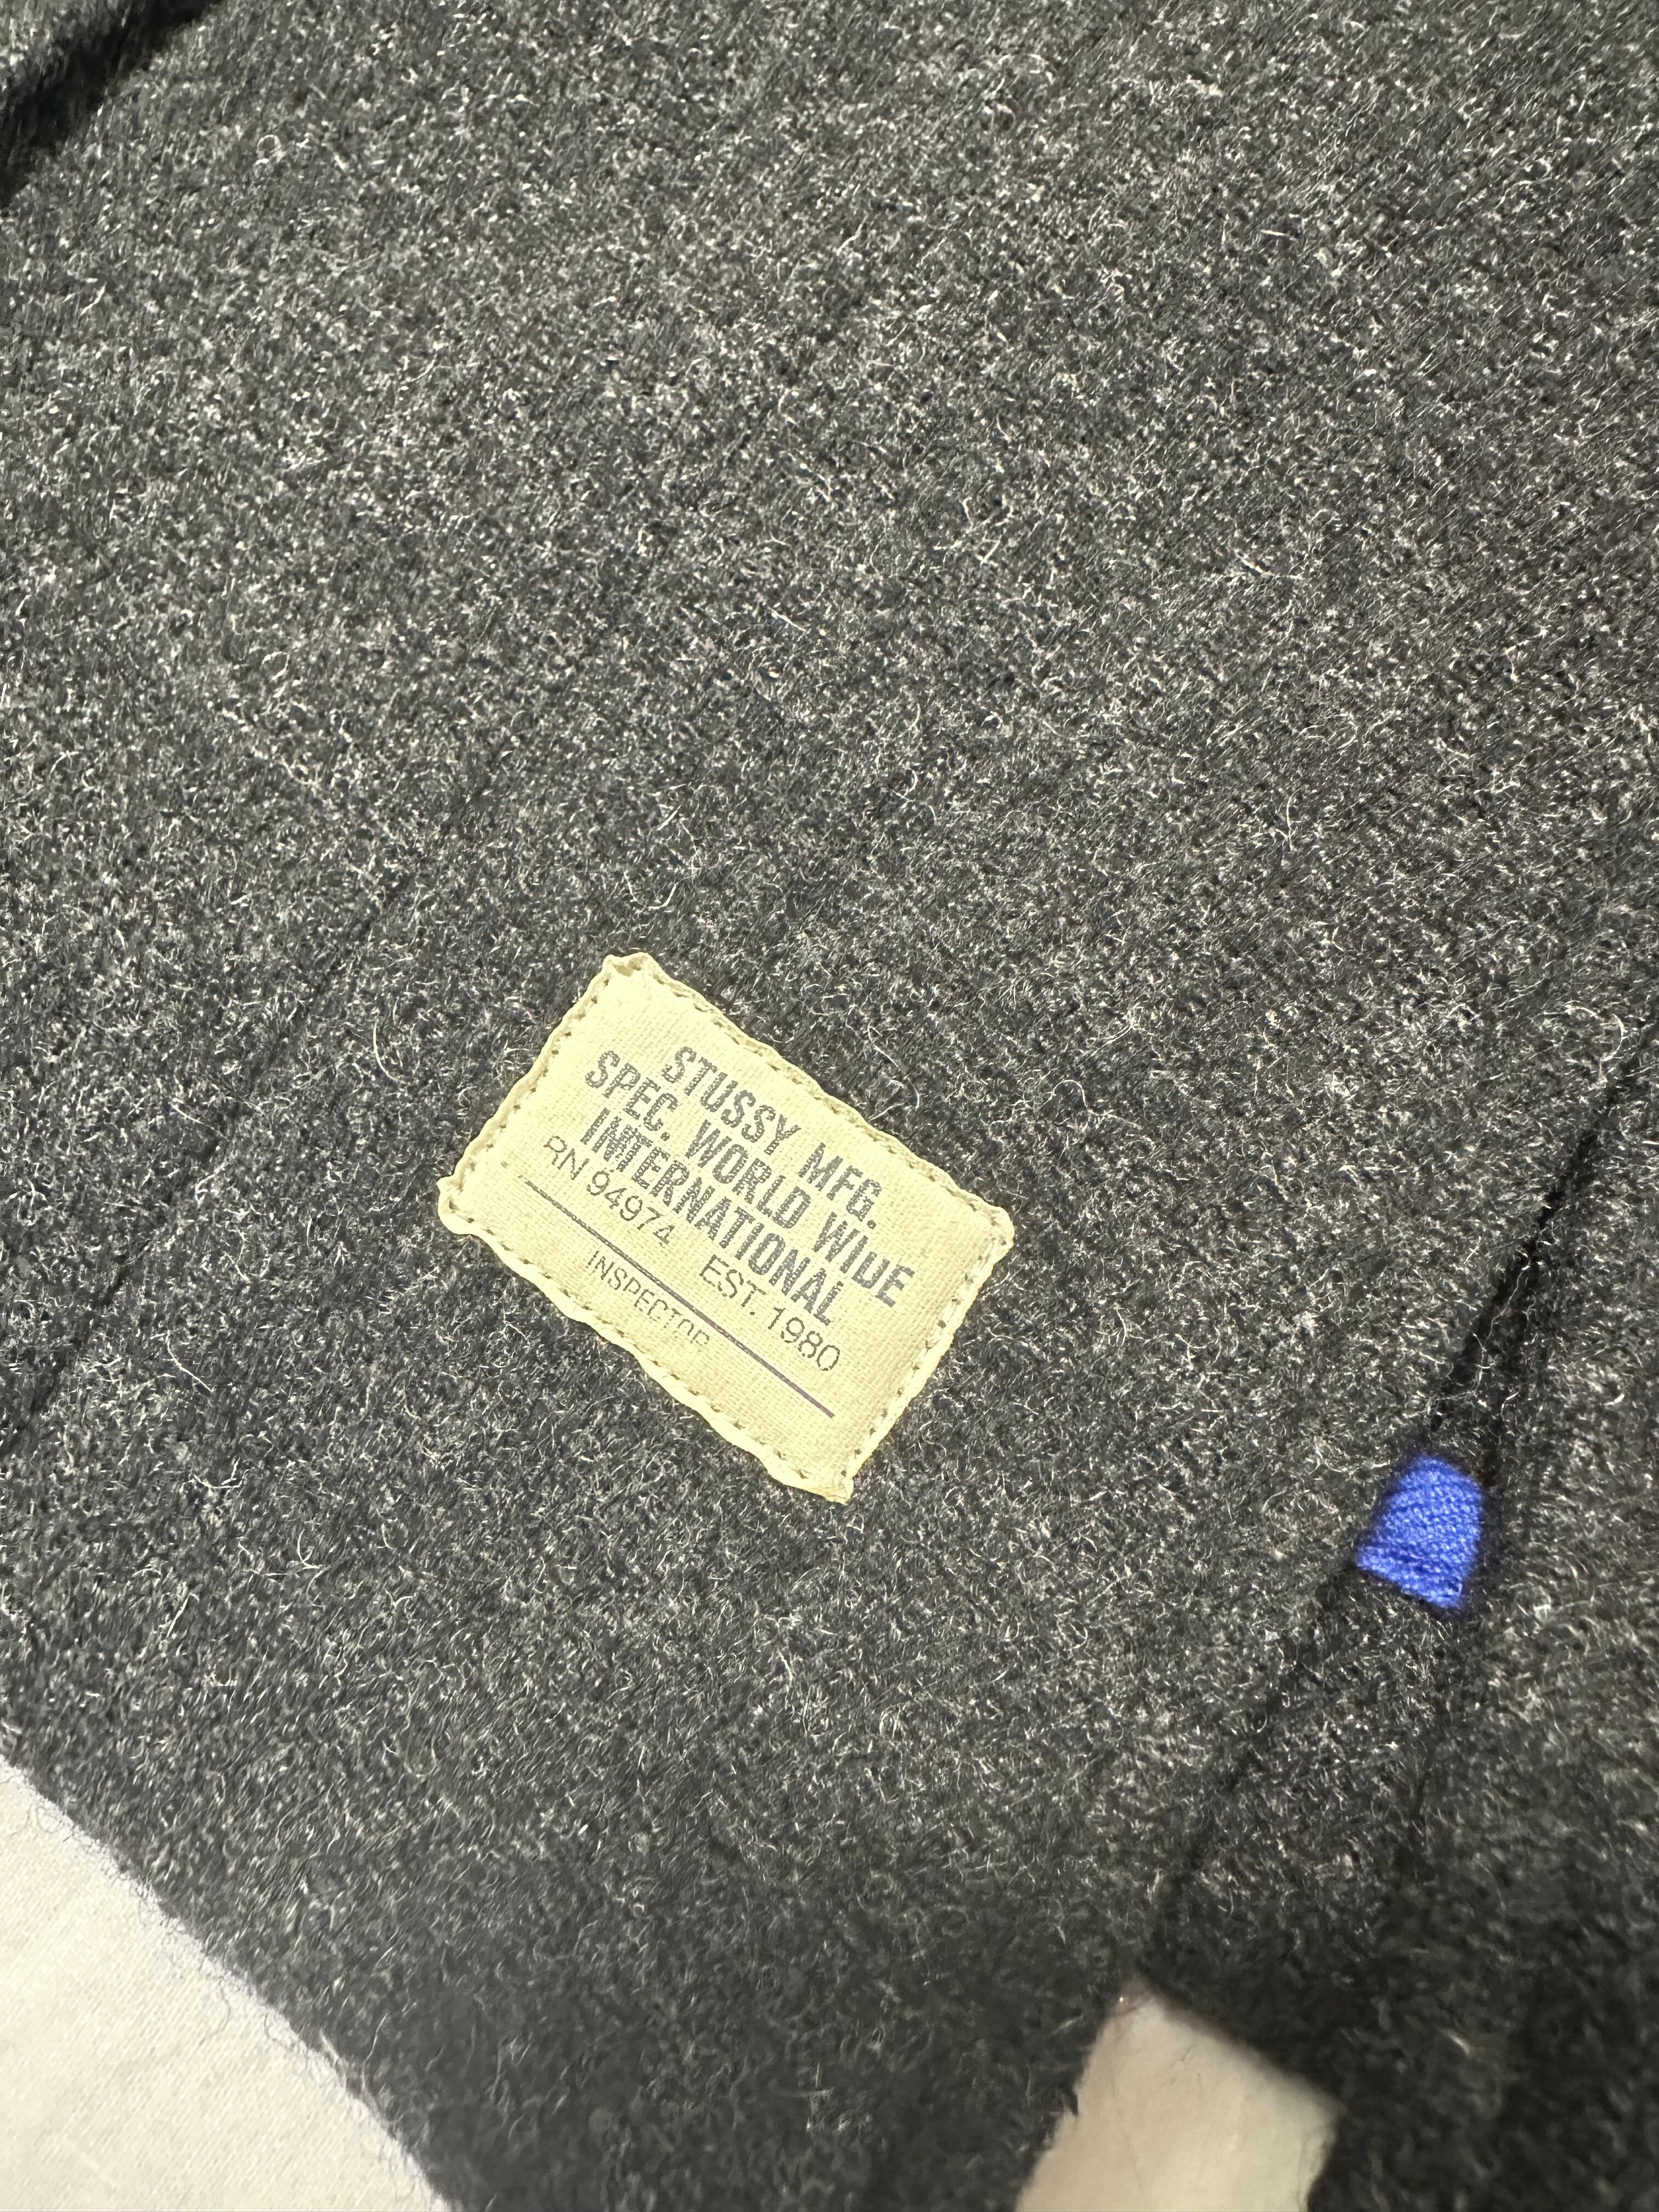 STUSSY MFG.
SPEC. WORLD WIDE
INTERNATIONAL
RN 94974 EST. 1980
INSPECTOR